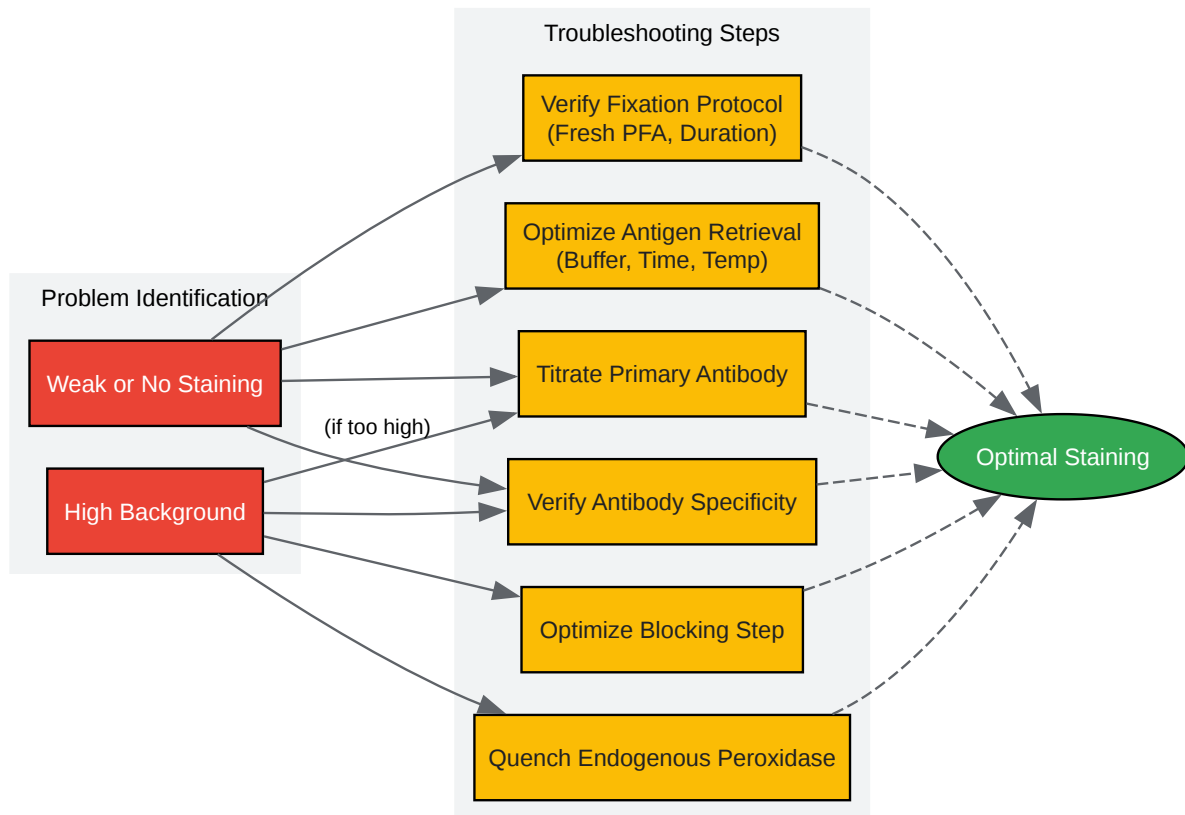 Troubleshooting Steps
Verify Fixation Protocol
(Fresh PFA, Duration)
Optimize Antigen Retrieval
(Buffer, Time, Temp)
Problem Identification
Weak or No Staining
Titrate Primary Antibody
(if too high)
Optimal Staining
High Background
Verify Antibody Specificity
Optimize Blocking Step
Quench Endogenous Peroxidase